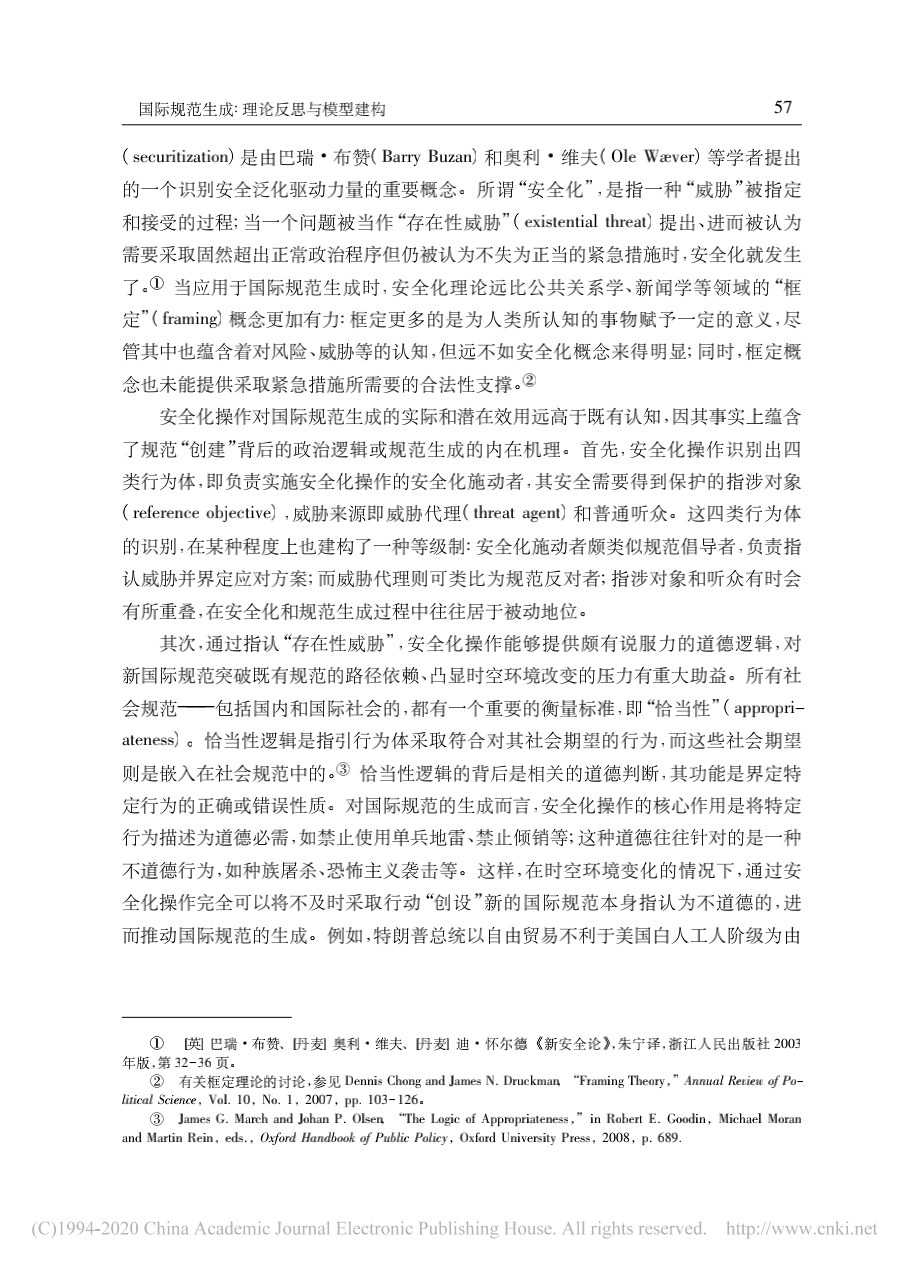 国际规范生成: 理论反思与模型建构 57
( securitization) 是由巴瑞·布赞( Barry Buzan) 和奥利·维夫( Ole Wæver) 等学者提出
的一个识别安全泛化驱动力量的重要概念。所谓“安全化”,是指一种“威胁”被指定
和接受的过程; 当一个问题被当作“存在性威胁”( existential threat) 提出、进而被认为
需要采取固然超出正常政治程序但仍被认为不失为正当的紧急措施时,安全化就发生
了。① 当应用于国际规范生成时,安全化理论远比公共关系学、新闻学等领域的“框
定”( framing) 概念更加有力: 框定更多的是为人类所认知的事物赋予一定的意义,尽
管其中也蕴含着对风险、威胁等的认知,但远不如安全化概念来得明显; 同时,框定概
念也未能提供采取紧急措施所需要的合法性支撑。②
安全化操作对国际规范生成的实际和潜在效用远高于既有认知,因其事实上蕴含
了规范“创建”背后的政治逻辑或规范生成的内在机理。首先,安全化操作识别出四
类行为体,即负责实施安全化操作的安全化施动者,其安全需要得到保护的指涉对象
( reference objective) ,威胁来源即威胁代理( threat agent) 和普通听众。这四类行为体
的识别,在某种程度上也建构了一种等级制: 安全化施动者颇类似规范倡导者,负责指
认威胁并界定应对方案; 而威胁代理则可类比为规范反对者; 指涉对象和听众有时会
有所重叠,在安全化和规范生成过程中往往居于被动地位。
其次,通过指认“存在性威胁”,安全化操作能够提供颇有说服力的道德逻辑,对
新国际规范突破既有规范的路径依赖、凸显时空环境改变的压力有重大助益。所有社
会规范——包括国内和国际社会的,都有一个重要的衡量标准,即“恰当性”( appropri-
ateness) 。恰当性逻辑是指引行为体采取符合对其社会期望的行为,而这些社会期望
则是嵌入在社会规范中的。③ 恰当性逻辑的背后是相关的道德判断,其功能是界定特
定行为的正确或错误性质。对国际规范的生成而言,安全化操作的核心作用是将特定
行为描述为道德必需,如禁止使用单兵地雷、禁止倾销等; 这种道德往往针对的是一种
不道德行为,如种族屠杀、恐怖主义袭击等。这样,在时空环境变化的情况下,通过安
全化操作完全可以将不及时采取行动“创设”新的国际规范本身指认为不道德的,进
而推动国际规范的生成。例如,特朗普总统以自由贸易不利于美国白人工人阶级为由
① [英] 巴瑞·布赞、[丹麦] 奥利·维夫、[丹麦] 迪·怀尔德《新安全论》,朱宁译,浙江人民出版社 2003
年版,第 32-36 页。
② 有关框定理论的讨论,参见 Dennis Chong and James N. Druckman, “Framing Theory,” Annual Review of Po-
litical Science, Vol. 10, No. 1, 2007, pp. 103-126。
③ James G. March and Johan P. Olsen, “The Logic of Appropriateness,” in Robert E. Goodin, Michael Moran
and Martin Rein, eds., Oxford Handbook of Public Policy, Oxford University Press, 2008, p. 689.
(C)1994-2020 China Academic Journal Electronic Publishing House. All rights reserved. http://www.cnki.net